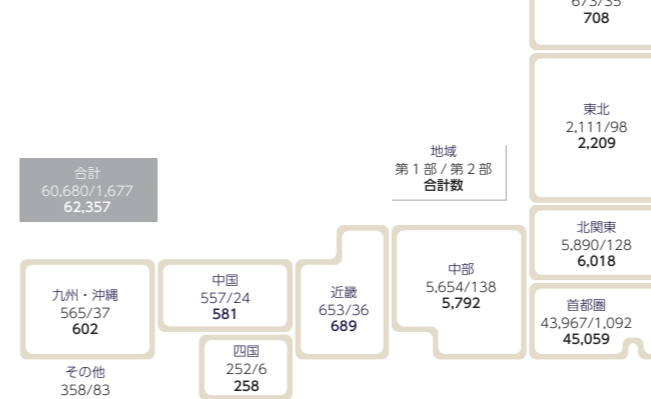 673/35
708
東北
2,111/98
2,209
地域
第1部/第2部
合計数
合計
60,680/1,677
62,357
北関東
5,890/128
6,018
中部
5,654/138
5,792
近畿
653/36
689
中国
557/24
581
九州・沖縄
565/37
602
首都圏
43,967/1,092
45,059
四国
252/6
258
その他
358/83